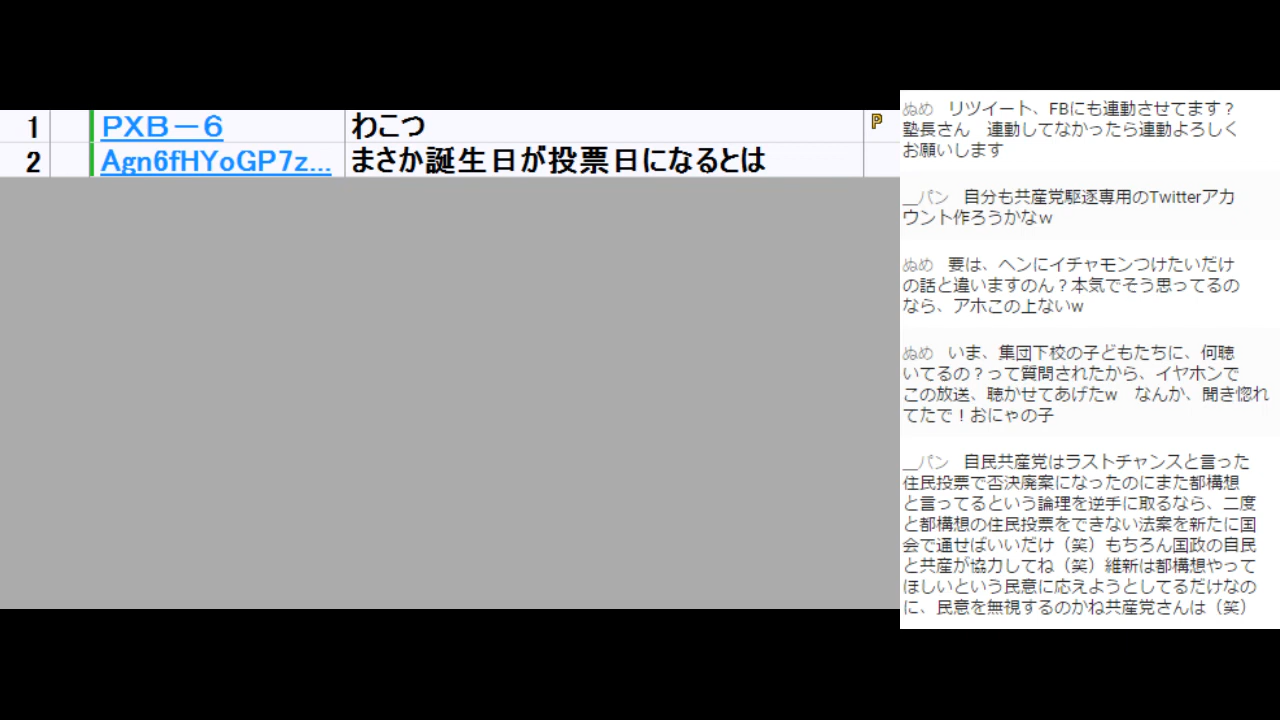 1 PXB－6 わこつ P
2 Agn6fHYoGP7z... まさか誕生日が投票日になるとは
ぬめ　リツイート、FBにも連動させてます？
塾長さん　連動してなかったら連動よろしく
お願いします
__パン　自分も共産党駆逐専用のTwitterアカ
ウント作ろうかなｗ
ぬめ　要は、ヘンにイチャモンつけたいだけ
の話と違いますのん？本気でそう思ってるの
なら、アホこの上ないw
ぬめ　いま、集団下校の子どもたちに、何聴
いてるの？って質問されたから、イヤホンで
この放送、聴かせてあげたw　なんか、聞き惚れ
てたで！おにゃの子
__パン　自民共産党はラストチャンスと言った
住民投票で否決廃案になったのにまた都構想
と言ってるという論理を逆手に取るなら、二度
と都構想の住民投票をできない法案を新たに国
会で通せばいいだけ（笑）もちろん国政の自民
と共産が協力してね（笑）維新は都構想やって
ほしいという民意に応えようとしてるだけなの
に、民意を無視するのかね共産党さんは（笑）